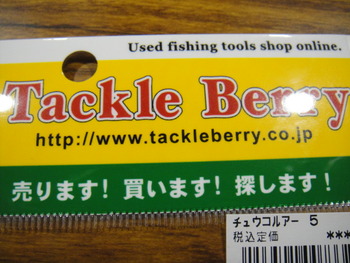 Used fishing tools shop online.
Tackle Berry
http://www.tackleberry.co.jp
売ります! 買います! 探します!
チュウコルアー 5
税込定価 ***